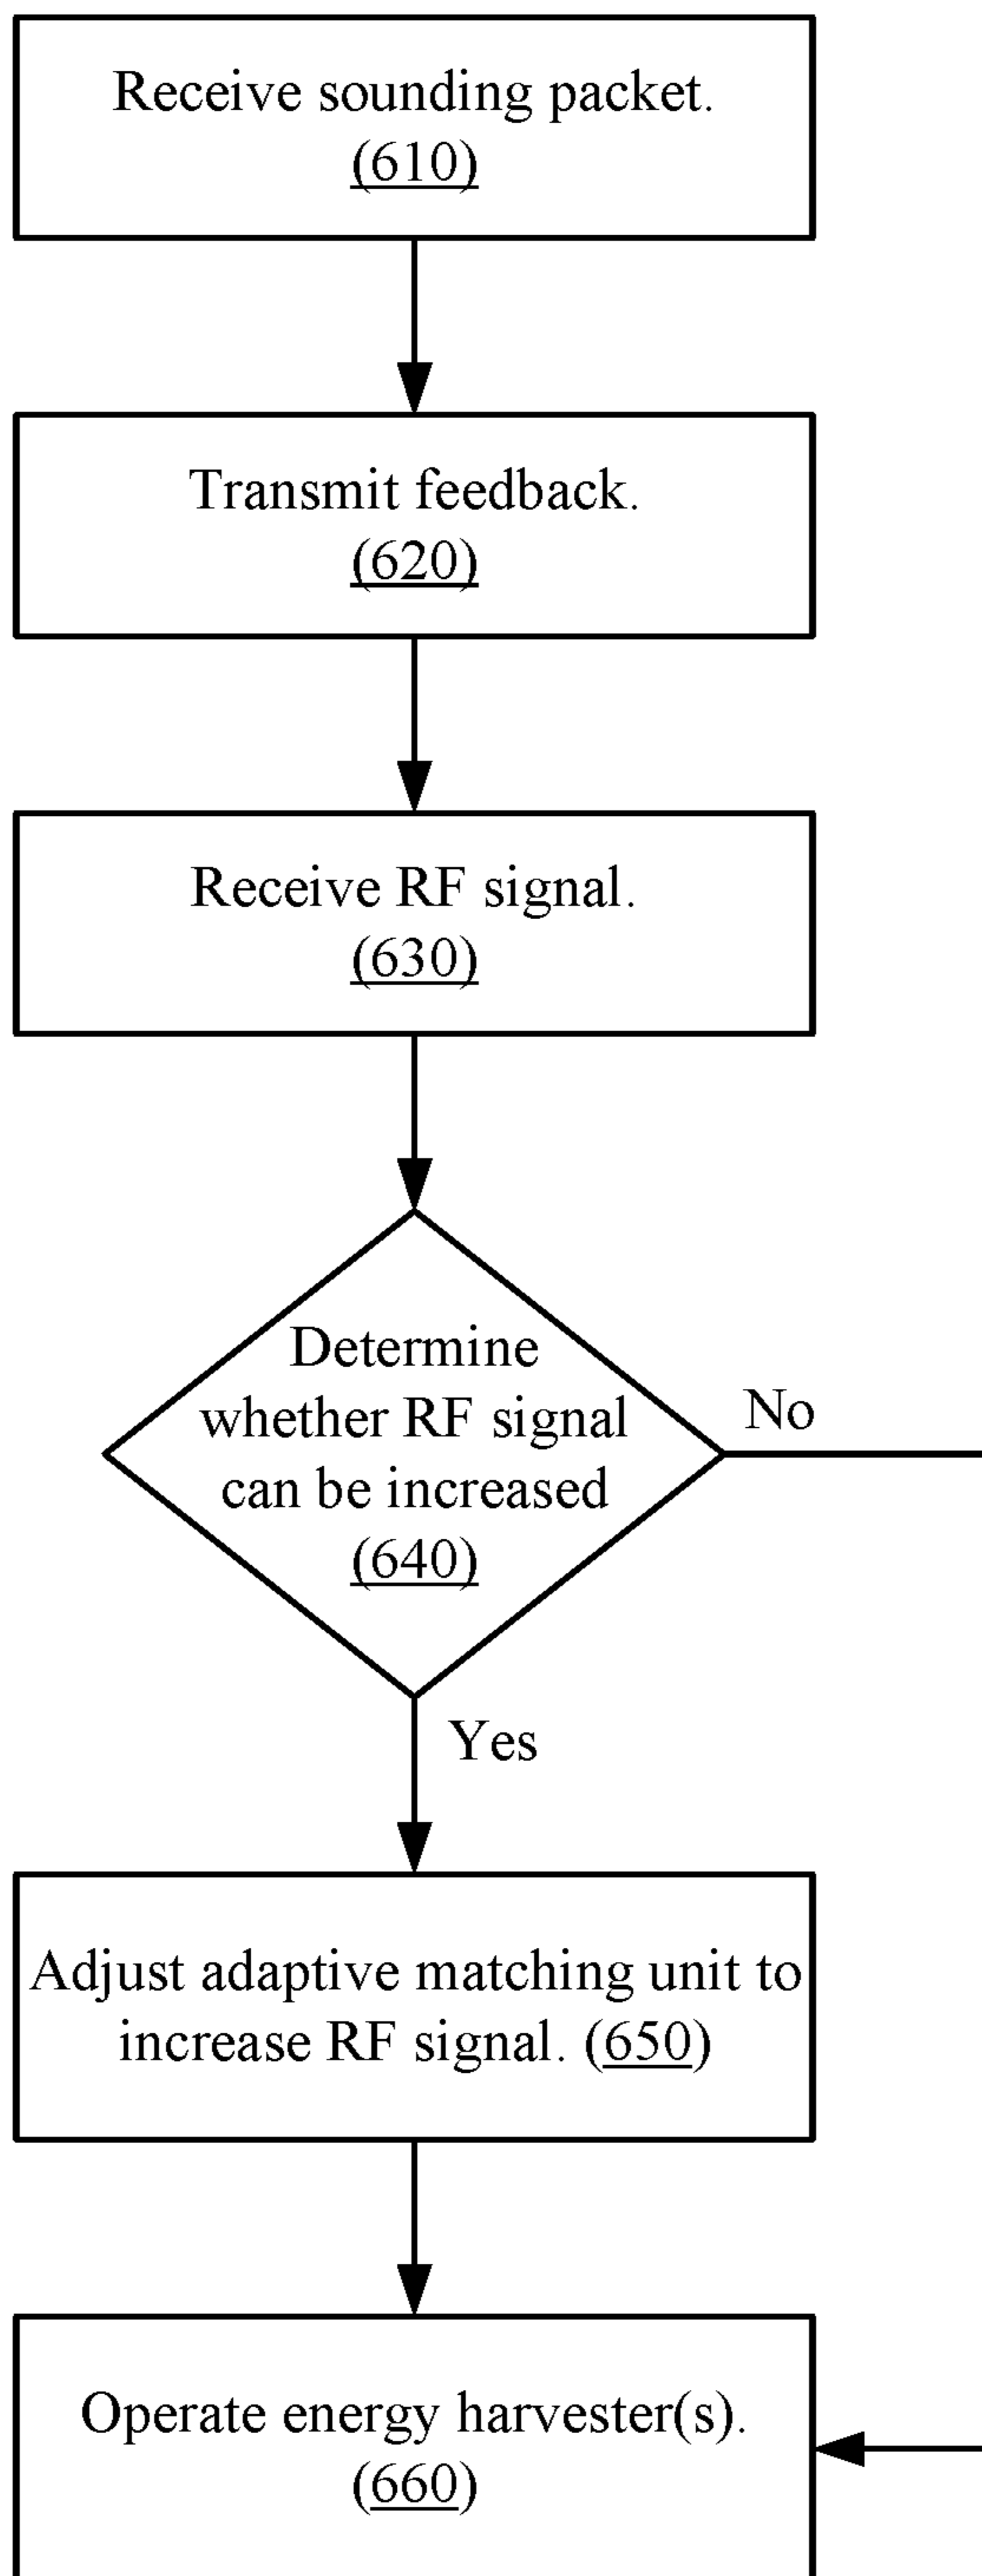 Receive sounding packet.
(610)
Transmit feedback.
(620)
Receive RF signal.
(630)
Determine
whether RF signal
can be increased
(640)
No
Yes
Adjust adaptive matching unit to
increase RF signal. (650)
Operate energy harvester(s).
(660)